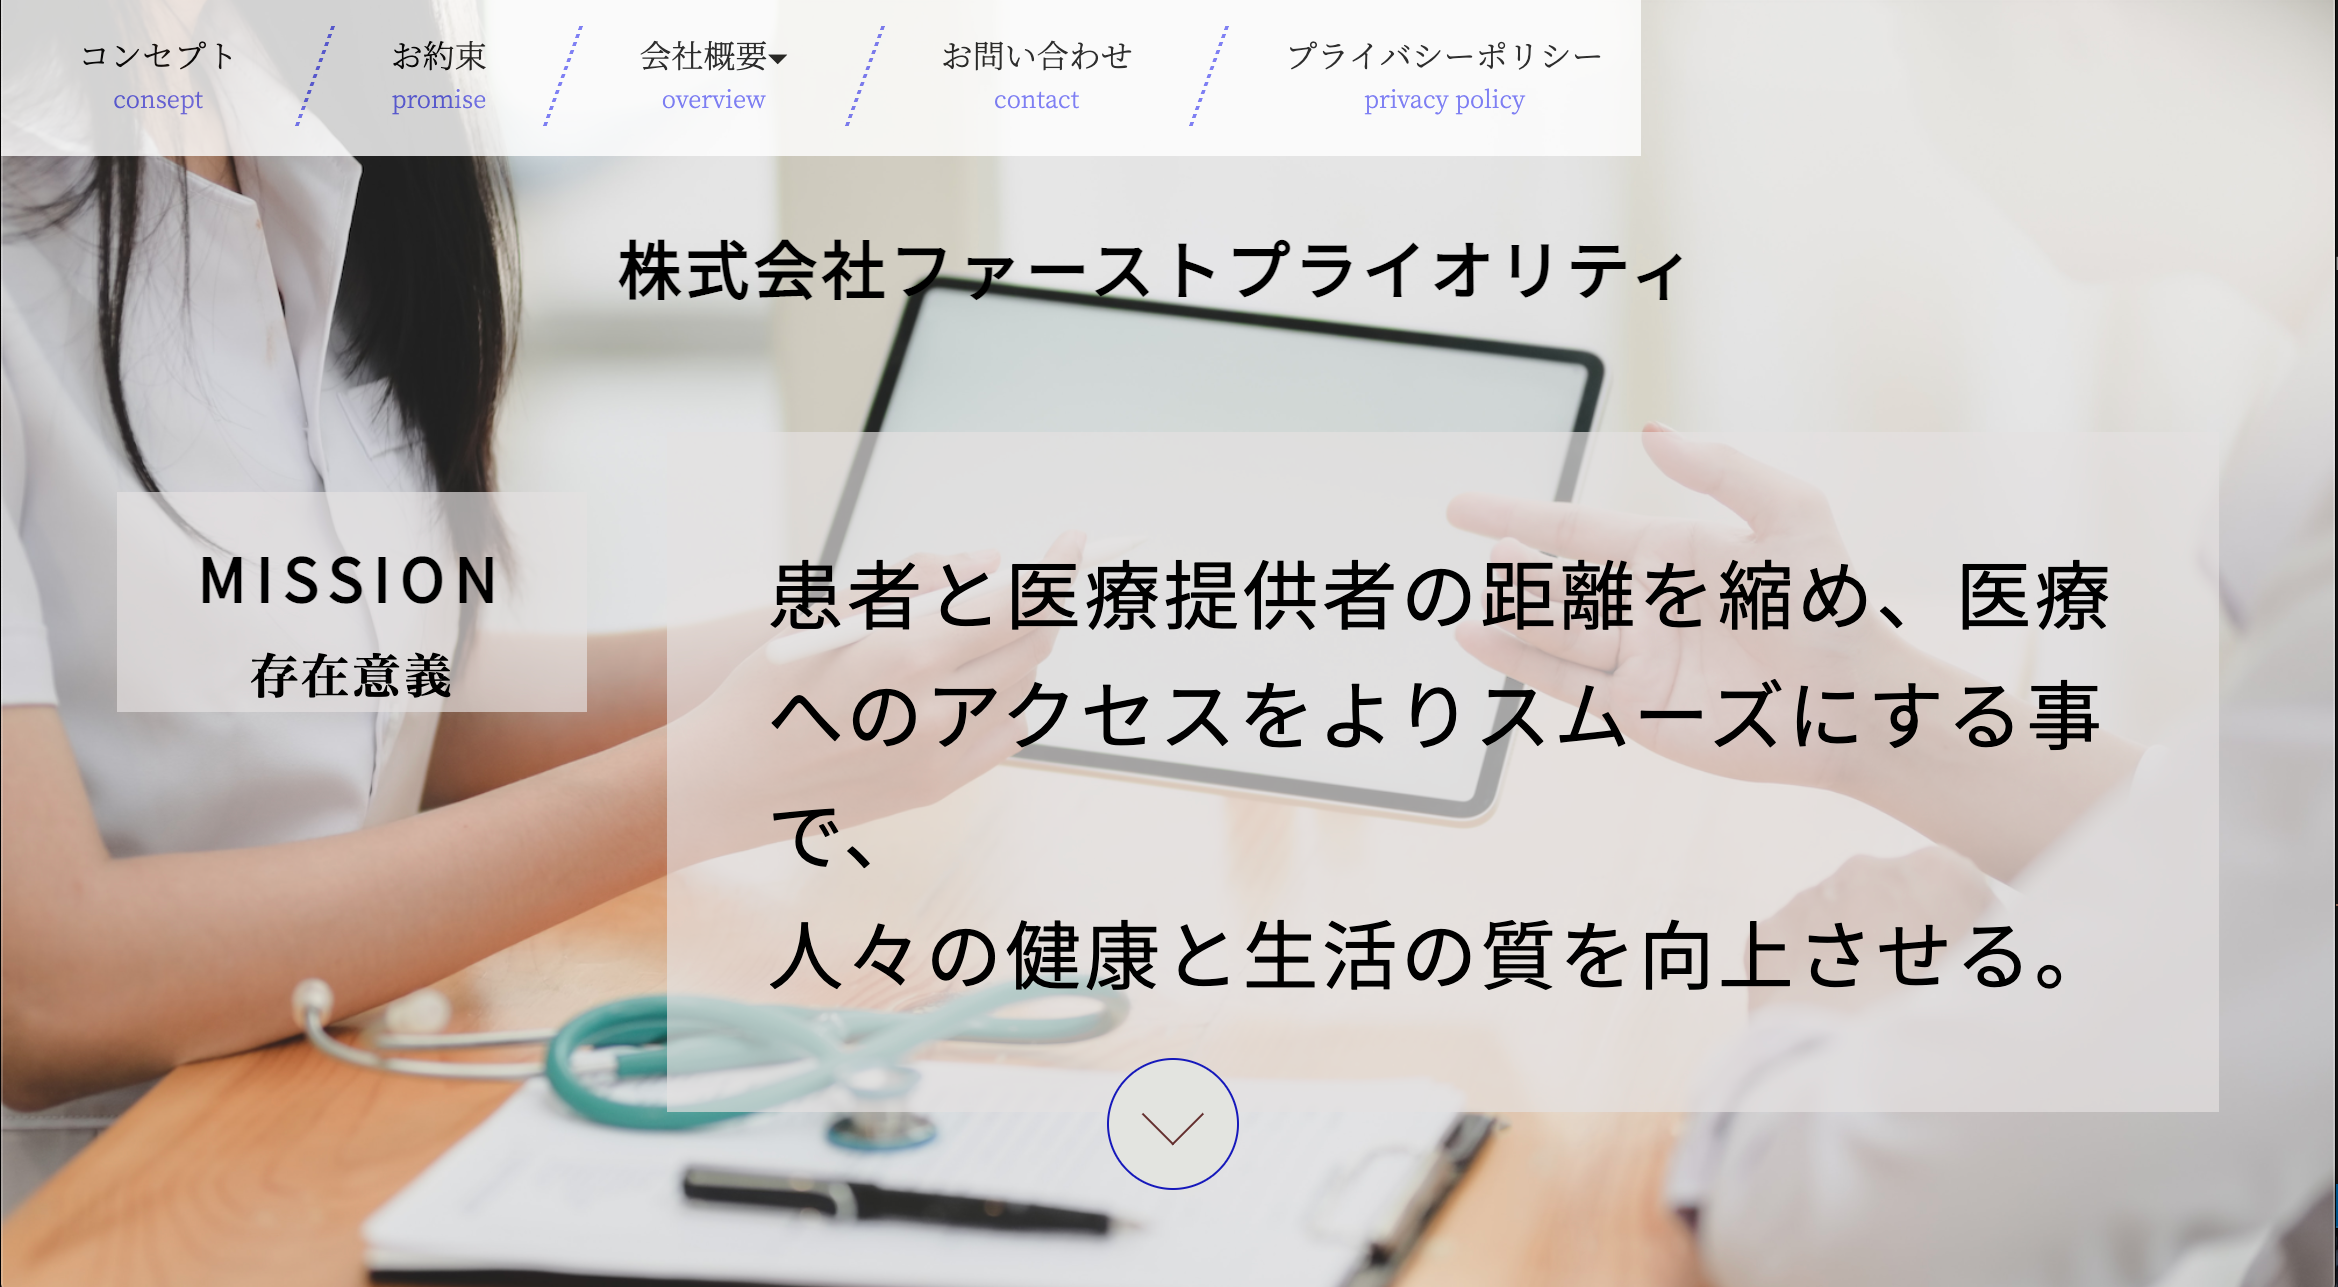 コンセプト
consept
お約束
promise
会社概要
overview
お問い合わせ
contact
プライバシーポリシー
privacy policy
株式会社ファーストプライオリティ
MISSION
存在意義
患者と医療提供者の距離を縮め、医療
へのアクセスをよりスムーズにする事
で、
人々の健康と生活の質を向上させる。